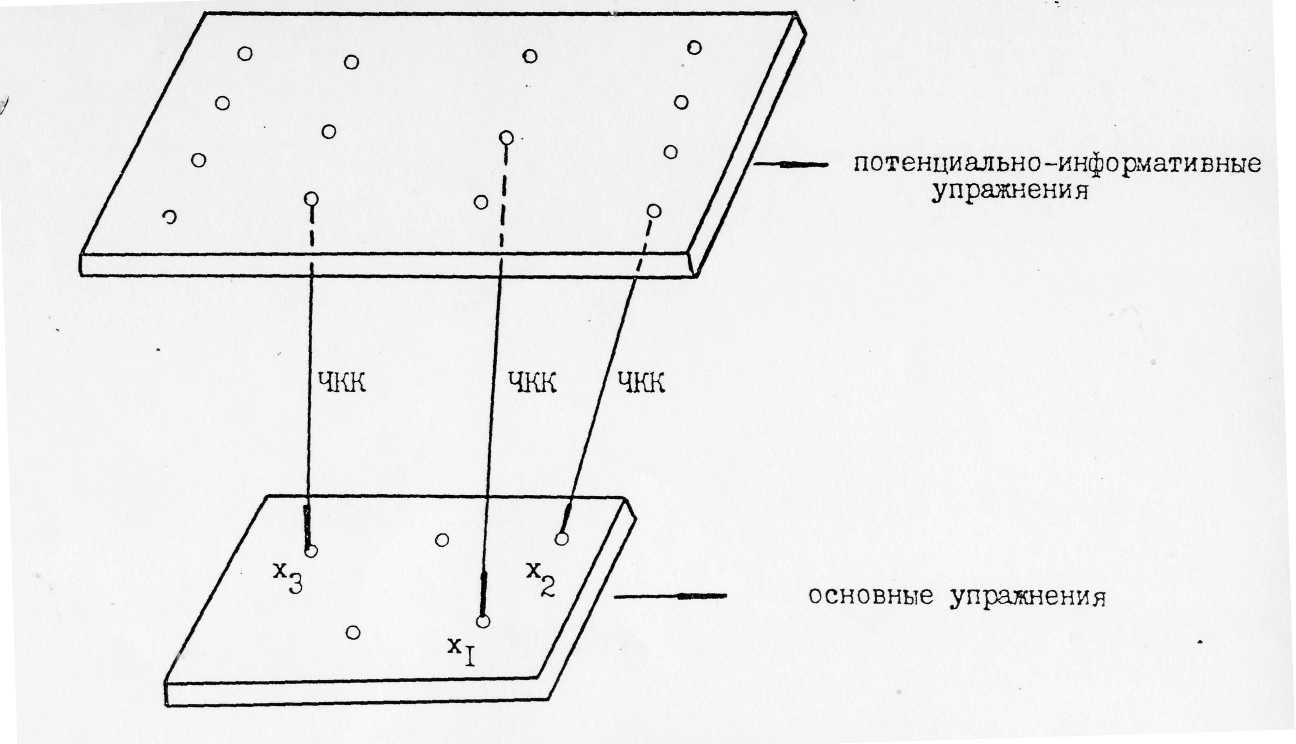 потенциально-информативные
упражнения
ЧКК
ЧКК
ЧКК
x3
x2
основные упражнения
xI